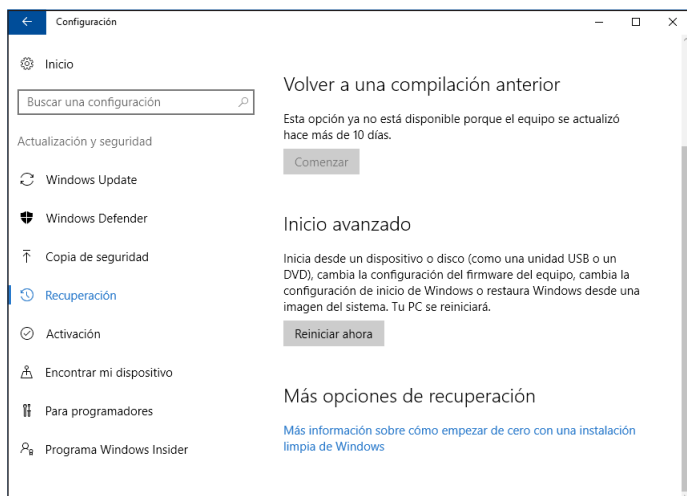 Configuración
Inicio
Buscar una configuración
Actualización y seguridad
Windows Update
Windows Defender
Copia de seguridad
Recuperación
Activación
Encontrar mi dispositivo
Para programadores
Programa Windows Insider
Volver a una compilación anterior
Esta opción ya no está disponible porque el equipo se actualizó
hace más de 10 días.
Comenzar
Inicio avanzado
Inicia desde un dispositivo o disco (como una unidad USB o un
DVD), cambia la configuración del firmware del equipo, cambia la
configuración de inicio de Windows o restaura Windows desde una
imagen del sistema. Tu PC se reiniciará.
Reiniciar ahora
Más opciones de recuperación
Más información sobre cómo empezar de cero con una instalación
limpia de Windows